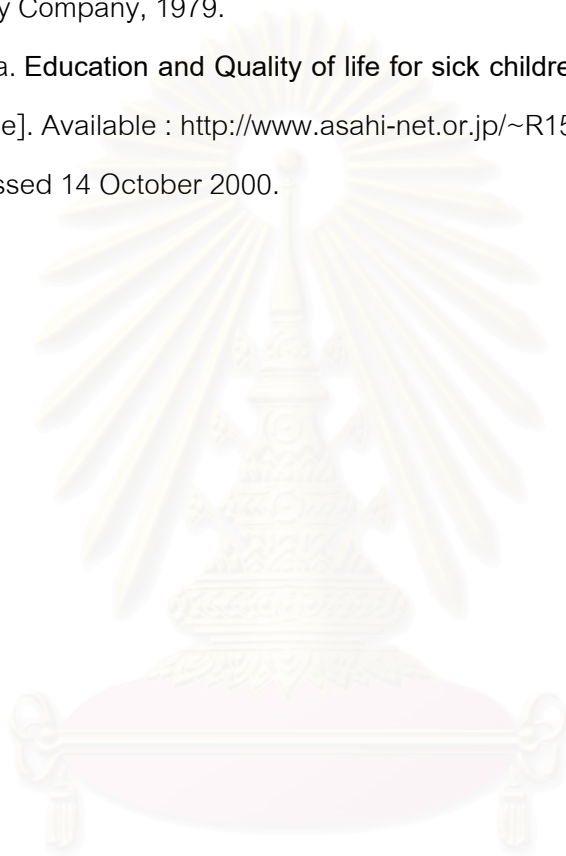 y Company, 1979.
a. Education and Quality of life for sick childre
e]. Available : http://www.asahi-net.or.jp/~R15
ssed 14 October 2000.